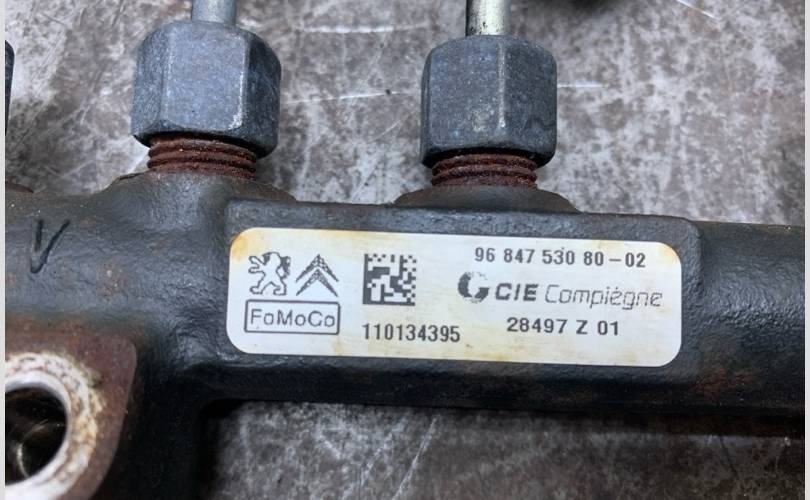 V
96 847 530 80-02
CIE Compiègne
FoMoCo
110134395
28497 Z 01